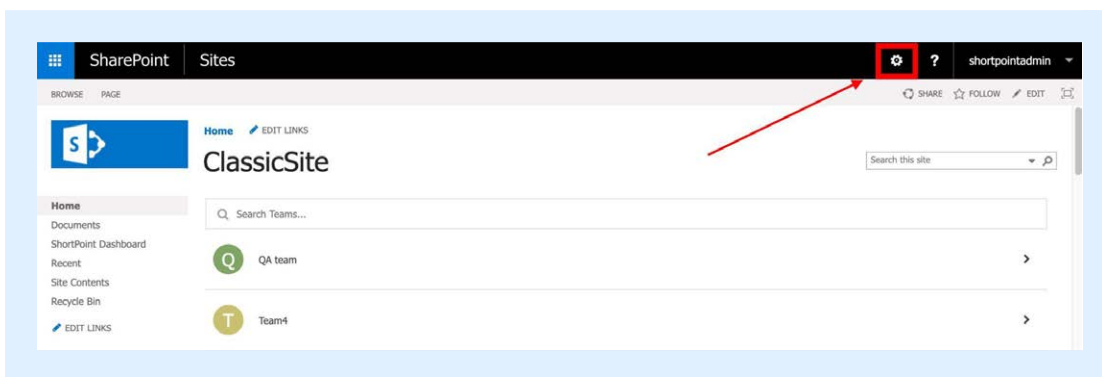 SharePoint Sites ? shortpointadmin
BROWSE PAGE SHARE FOLLOW EDIT
S
Home EDIT LINKS
ClassicSite
Search this site
Home
Documents
ShortPoint Dashboard
Recent
Site Contents
Recycle Bin
EDIT LINKS
Search Teams...
Q QA team
T Team4